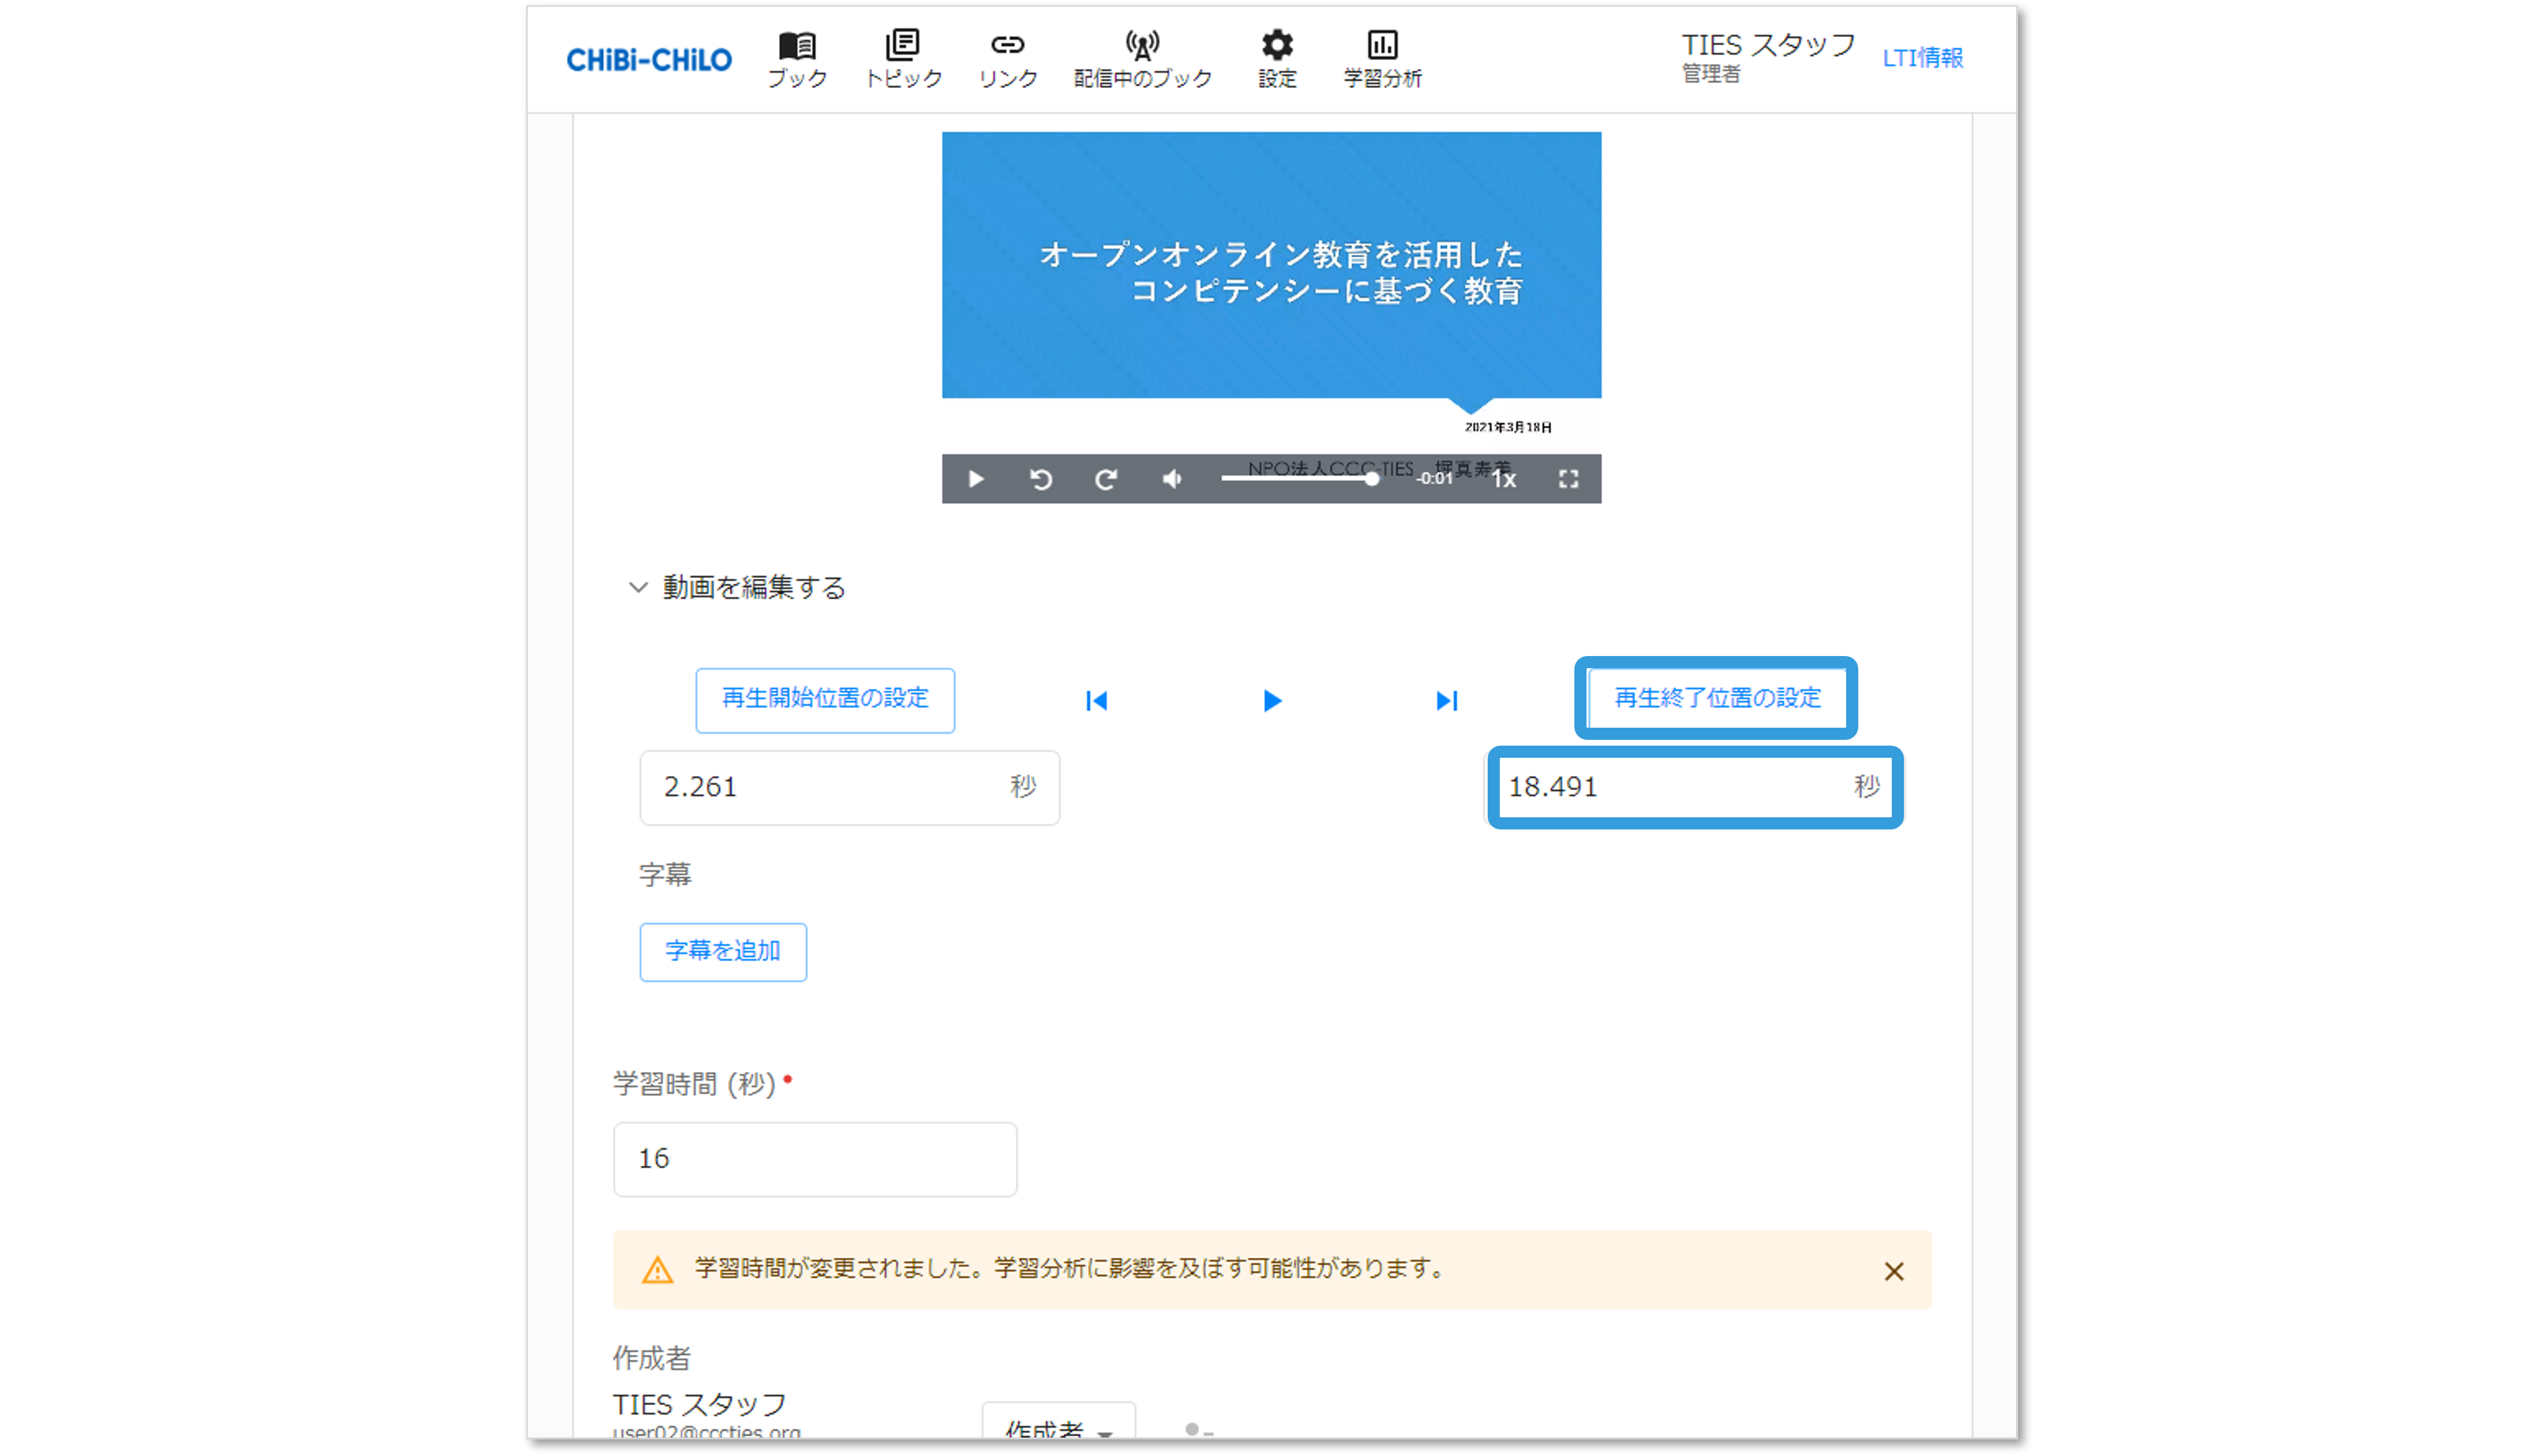 CHiBi-CHiLO
ブック
トピック
リンク
配信中のブック
設定
学習分析
TIES スタッフ
管理者
LTI情報
オープンオンライン教育を活用した
コンピテンシーに基づく教育
2021年3月18日
NPO法人CCC-TIES 堀真寿美
-0:01
1x
動画を編集する
再生開始位置の設定
再生終了位置の設定
2.261 秒
18.491 秒
字幕
字幕を追加
学習時間 (秒)
16
学習時間が変更されました。学習分析に影響を及ぼす可能性があります。
作成者
TIES スタッフ
user02@cccties.org
作成者